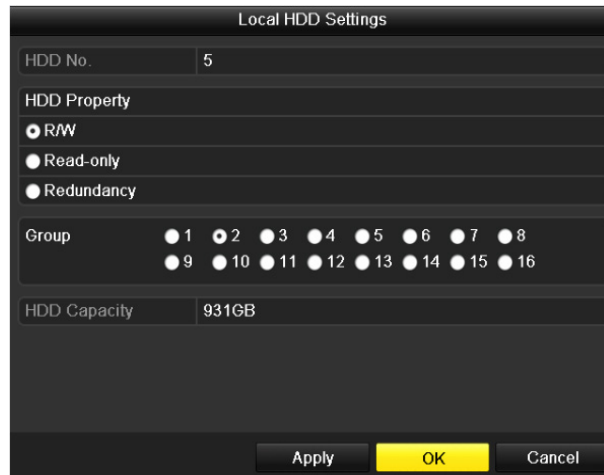 Local HDD Settings
HDD No. 5
HDD Property
R/W
Read-only
Redundancy
Group 1 2 3 4 5 6 7 8
9 10 11 12 13 14 15 16
HDD Capacity 931GB
Apply OK Cancel